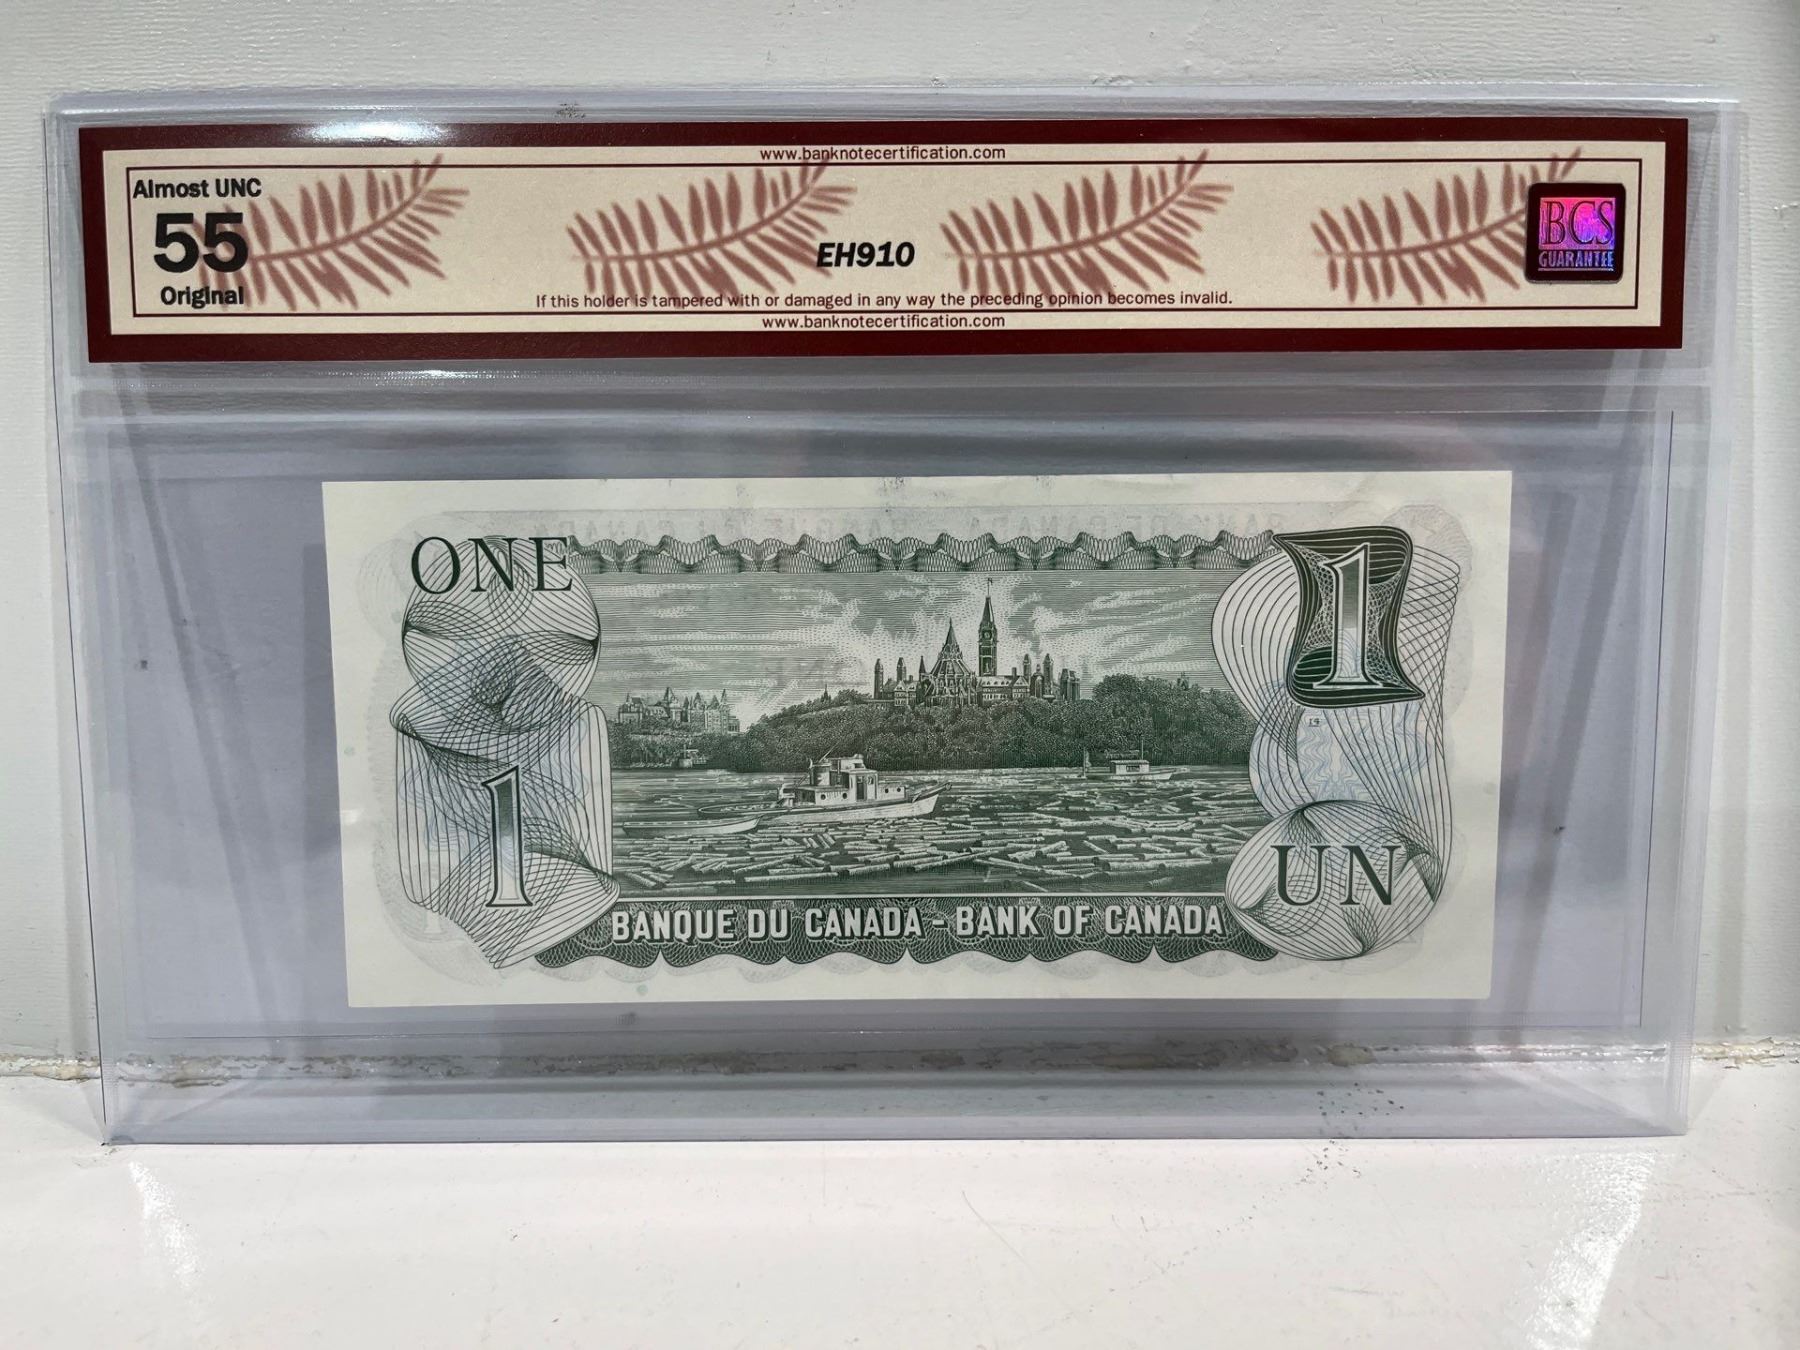 www.banknotecertification.com
Almost UNC
55
Original
EH910
BCS
GUARANTEE
If this holder is tampered with or damaged in any way the preceding opinion becomes invalid.
www.banknotecertification.com
ONE
1
1
UN
BANQUE DU CANADA - BANK OF CANADA